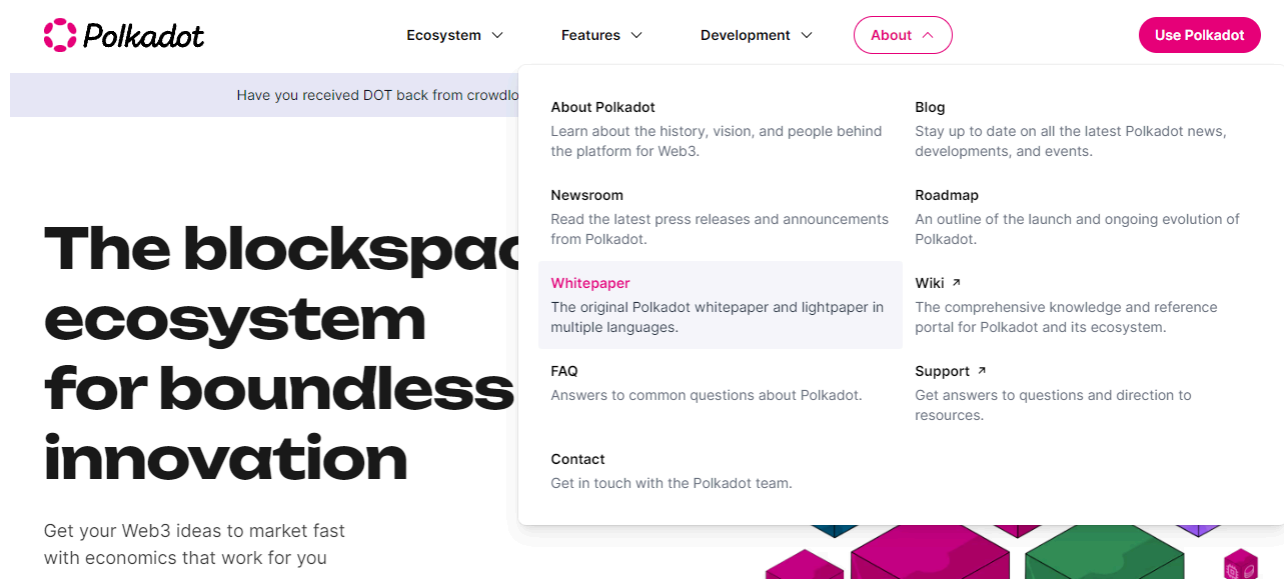 Polkadot
Ecosystem
Features
Development
About
Use Polkadot
Have you received DOT back from crowdlo
About Polkadot
Learn about the history, vision, and people behind
the platform for Web3.
Blog
Stay up to date on all the latest Polkadot news,
developments, and events.
Newsroom
Read the latest press releases and announcements
from Polkadot.
Roadmap
An outline of the launch and ongoing evolution of
Polkadot.
Whitepaper
The original Polkadot whitepaper and lightpaper in
multiple languages.
Wiki ↗
The comprehensive knowledge and reference
portal for Polkadot and its ecosystem.
FAQ
Answers to common questions about Polkadot.
Support ↗
Get answers to questions and direction to
resources.
Contact
Get in touch with the Polkadot team.
The blockspac
ecosystem
for boundless
innovation
Get your Web3 ideas to market fast
with economics that work for you